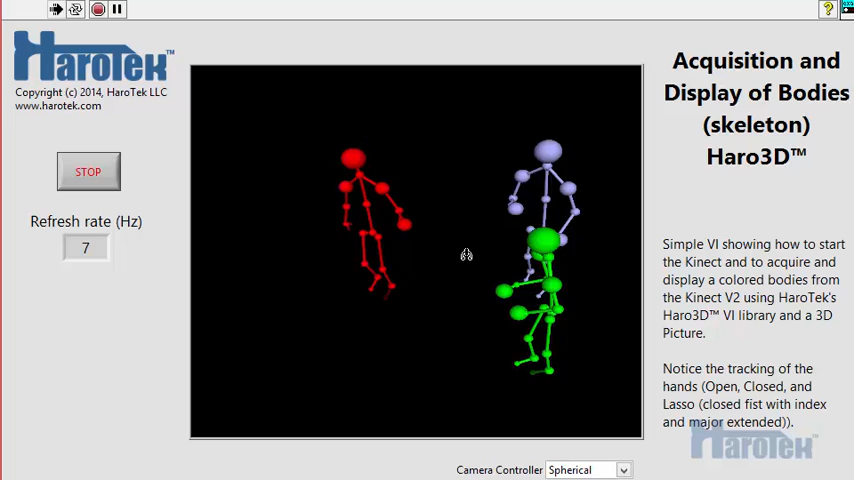 HAROTEK™
Copyright (c) 2014, HaroTek LLC
www.harotek.com
STOP
Refresh rate (Hz)
7
Acquisition and
Display of Bodies
(skeleton)
Haro3D™
Simple VI showing how to start
the Kinect and to acquire and
display a colored bodies from
the Kinect V2 using HaroTek's
Haro3D™ VI library and a 3D
Picture.
Notice the tracking of the
hands (Open, Closed, and
Lasso (closed fist with index
and major extended)).
HAROTEK
Camera Controller Spherical